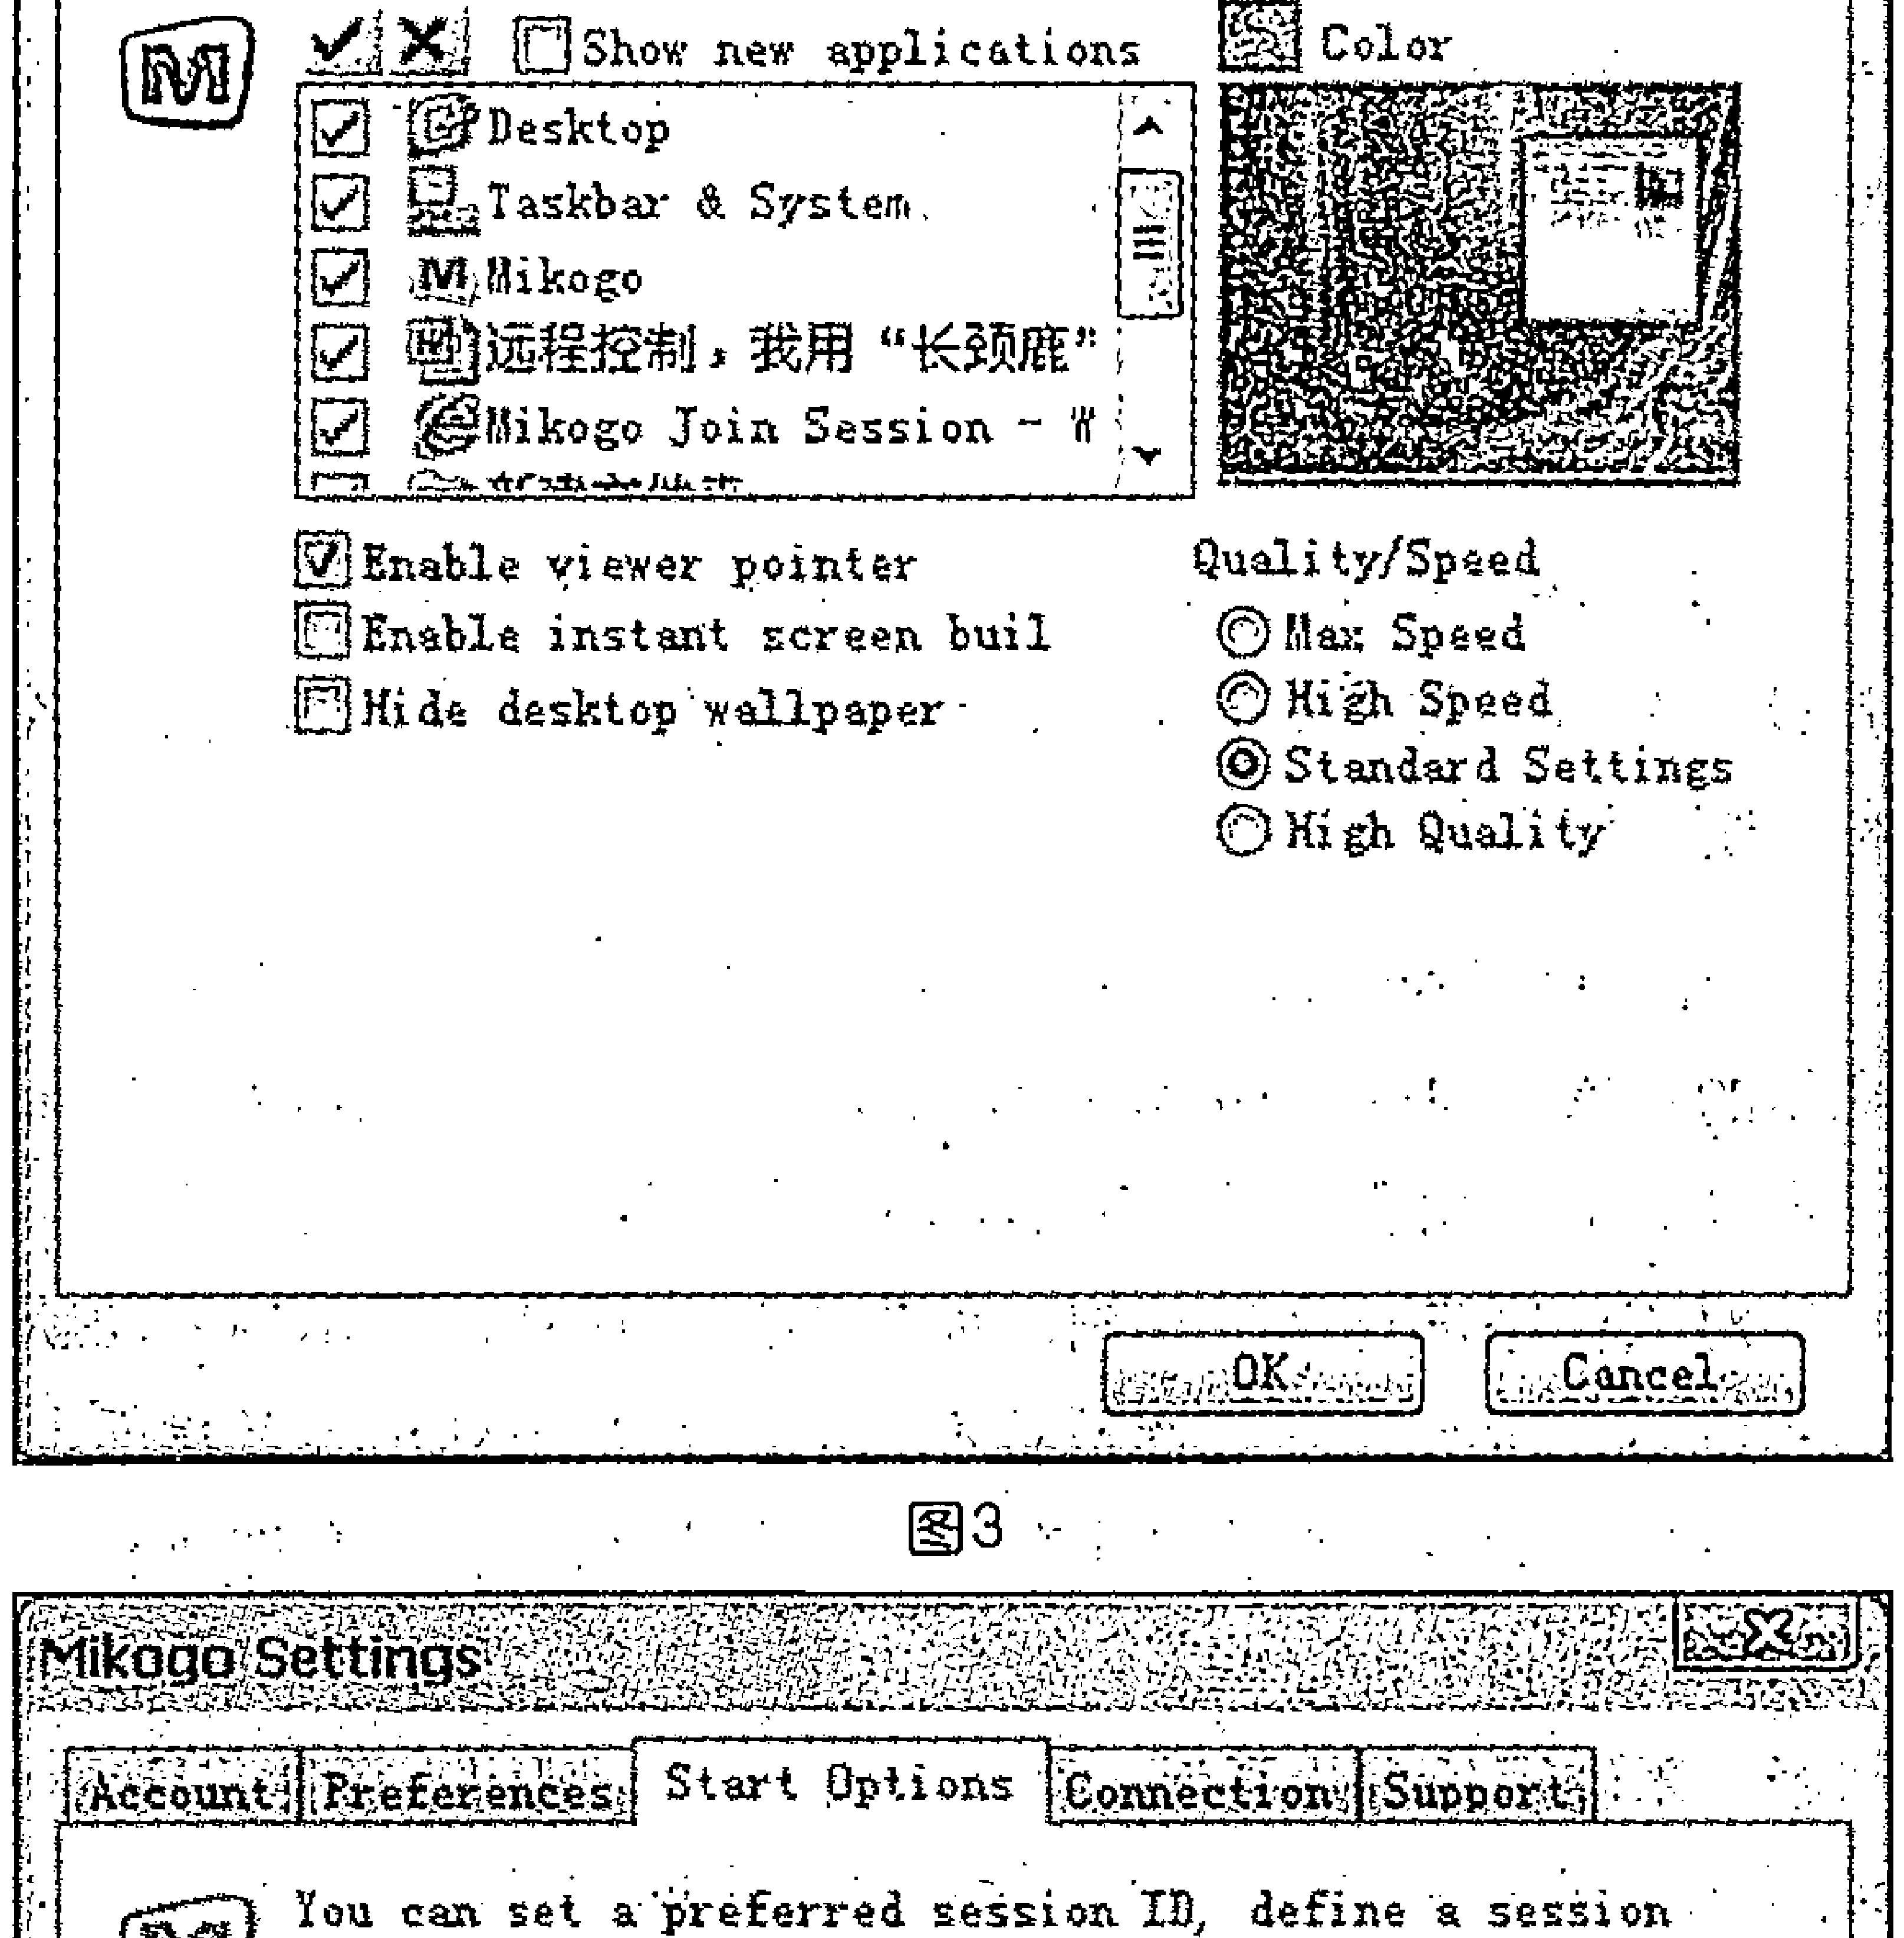 M
Show new applications
Color
Desktop
Taskbar & System
M Mikogo
远程控制，我用“长颈鹿”
Mikogo Join Session - W
Enable viewer pointer
Enable instant screen buil
Hide desktop wallpaper
Quality/Speed
Max Speed
High Speed
Standard Settings
High Quality
OK
Cancel
图3
Mikogo Settings
Account
Preferences
Start Options
Connection
Support
You can set a preferred session ID, define a session